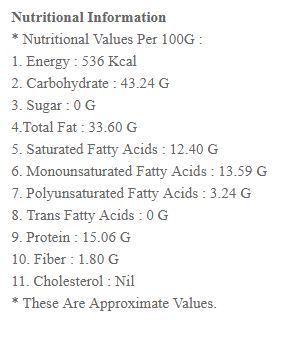 Nutritional Information
* Nutritional Values Per 100G :
1. Energy : 536 Kcal
2. Carbohydrate : 43.24 G
3. Sugar : 0 G
4.Total Fat : 33.60 G
5. Saturated Fatty Acids : 12.40 G
6. Monounsaturated Fatty Acids : 13.59 G
7. Polyunsaturated Fatty Acids : 3.24 G
8. Trans Fatty Acids : 0 G
9. Protein : 15.06 G
10. Fiber : 1.80 G
11. Cholesterol : Nil
* These Are Approximate Values.